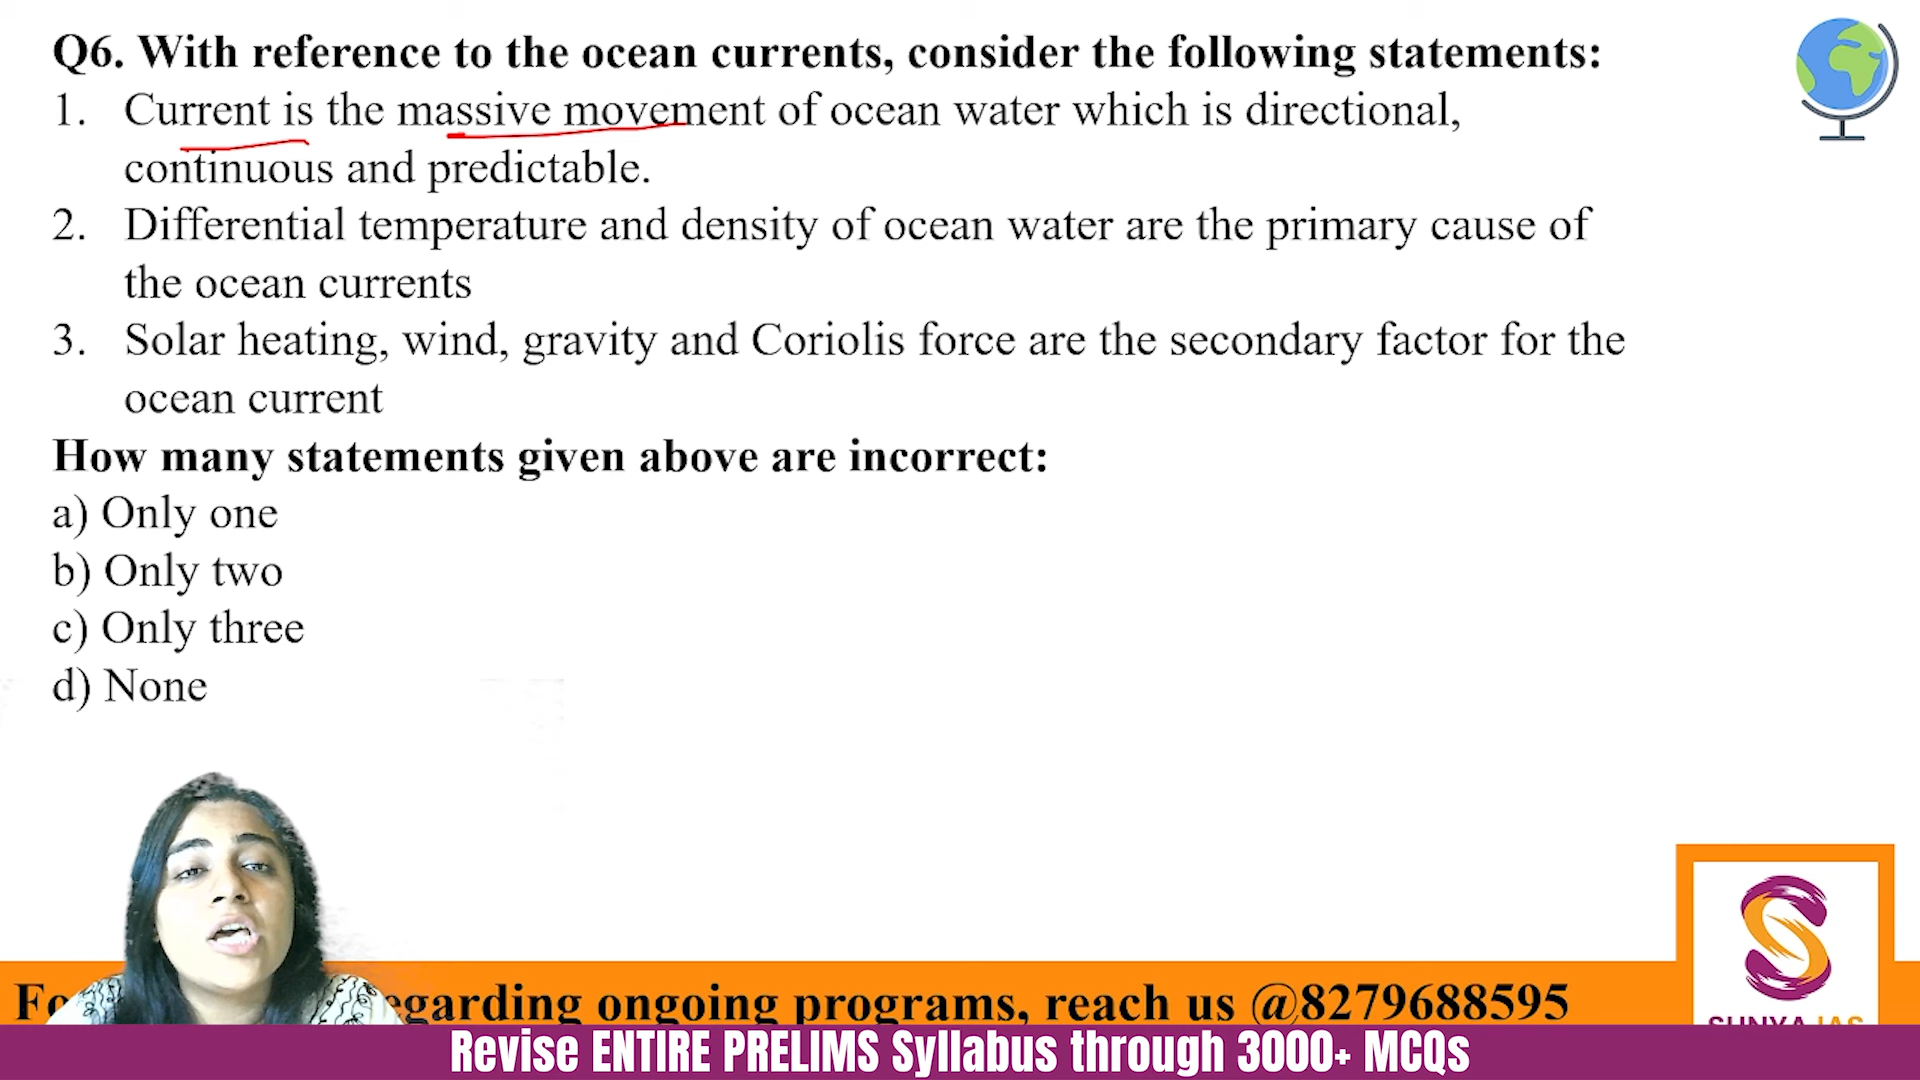 Q6. With reference to the ocean currents, consider the following statements:
1. Current is the massive movement of ocean water which is directional,
continuous and predictable.
2. Differential temperature and density of ocean water are the primary cause of
the ocean currents
3. Solar heating, wind, gravity and Coriolis force are the secondary factor for the
ocean current
How many statements given above are incorrect:
a) Only one
b) Only two
c) Only three
d) None
egarding ongoing programs, reach us @8279688595
SUNYA IAS
Revise ENTIRE PRELIMS Syllabus through 3000+ MCQs